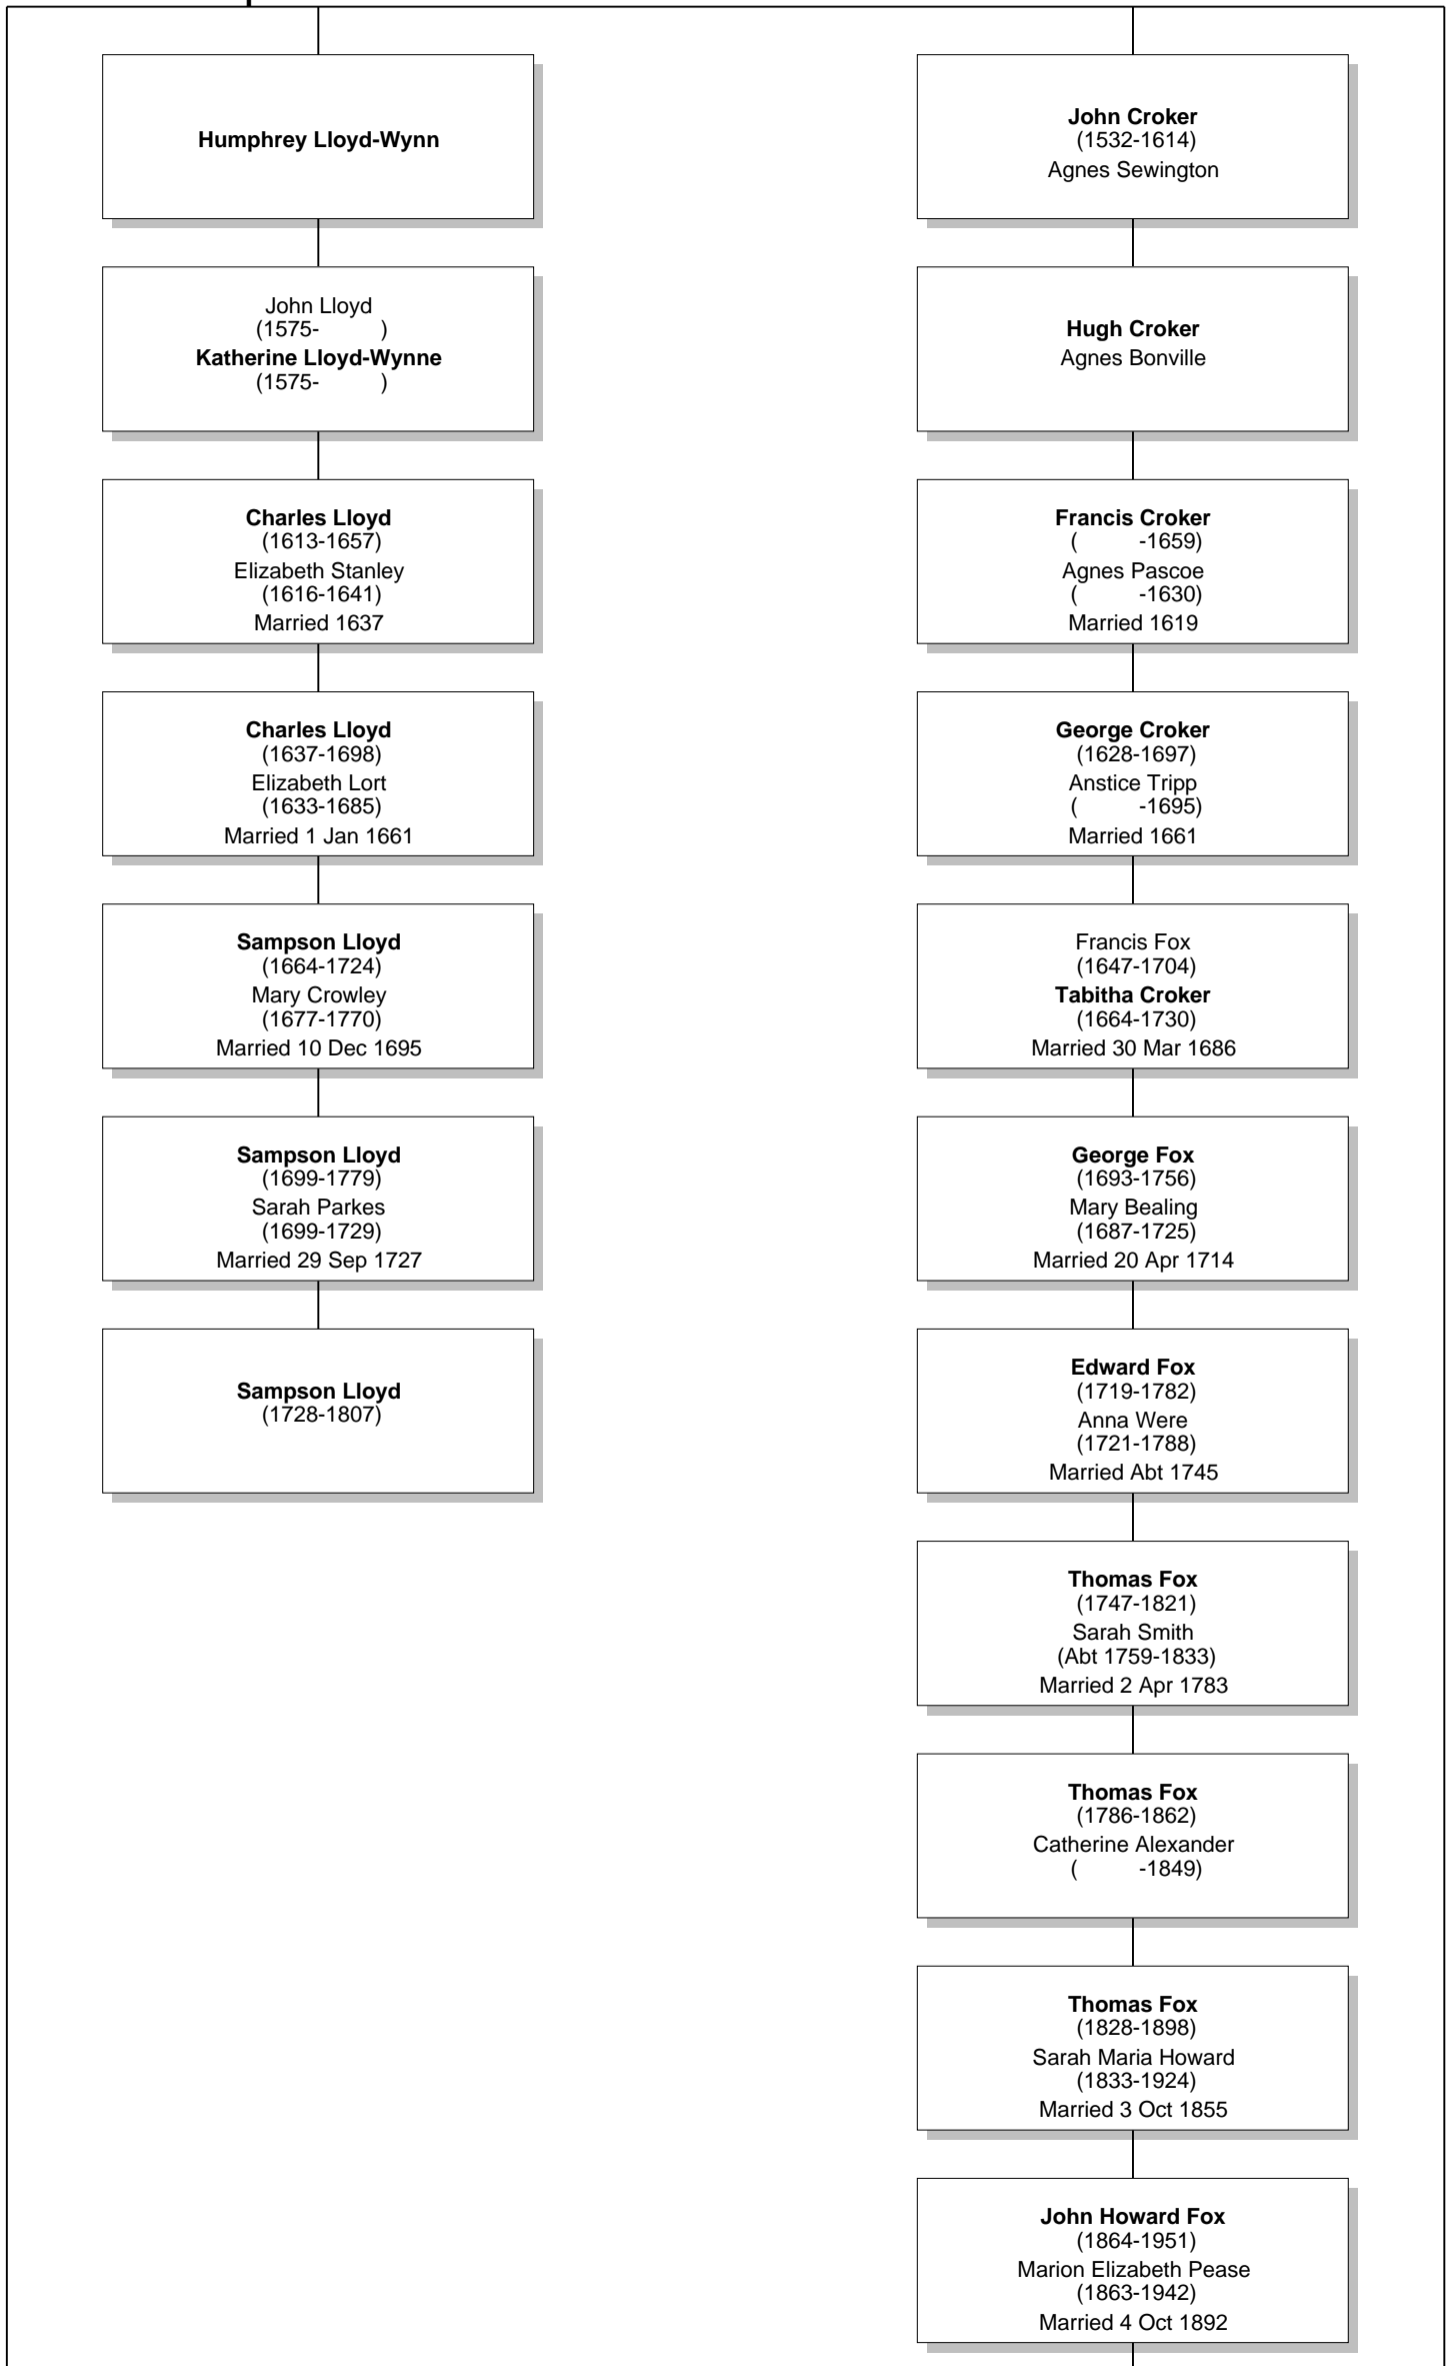 Humphrey Lloyd-Wynn
John Lloyd
(1575- )
Katherine Lloyd-Wynne
(1575- )
Charles Lloyd
(1613-1657)
Elizabeth Stanley
(1616-1641)
Married 1637
Charles Lloyd
(1637-1698)
Elizabeth Lort
(1633-1685)
Married 1 Jan 1661
Sampson Lloyd
(1664-1724)
Mary Crowley
(1677-1770)
Married 10 Dec 1695
Sampson Lloyd
(1699-1779)
Sarah Parkes
(1699-1729)
Married 29 Sep 1727
Sampson Lloyd
(1728-1807)
John Croker
(1532-1614)
Agnes Sewington
Hugh Croker
Agnes Bonville
Francis Croker
( -1659)
Agnes Pascoe
( -1630)
Married 1619
George Croker
(1628-1697)
Anstice Tripp
( -1695)
Married 1661
Francis Fox
(1647-1704)
Tabitha Croker
(1664-1730)
Married 30 Mar 1686
George Fox
(1693-1756)
Mary Bealing
(1687-1725)
Married 20 Apr 1714
Edward Fox
(1719-1782)
Anna Were
(1721-1788)
Married Abt 1745
Thomas Fox
(1747-1821)
Sarah Smith
(Abt 1759-1833)
Married 2 Apr 1783
Thomas Fox
(1786-1862)
Catherine Alexander
( -1849)
Thomas Fox
(1828-1898)
Sarah Maria Howard
(1833-1924)
Married 3 Oct 1855
John Howard Fox
(1864-1951)
Marion Elizabeth Pease
(1863-1942)
Married 4 Oct 1892